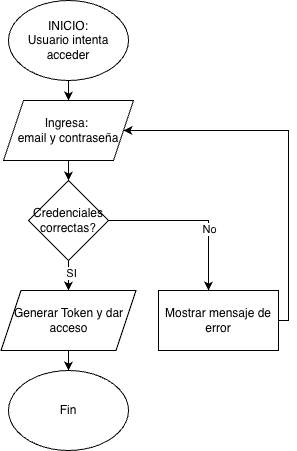 INICIO:
Usuario intenta
acceder
Ingresa:
email y contraseña
Credenciales
correctas?
No
SI
Generar Token y dar
acceso
Mostrar mensaje de
error
Fin